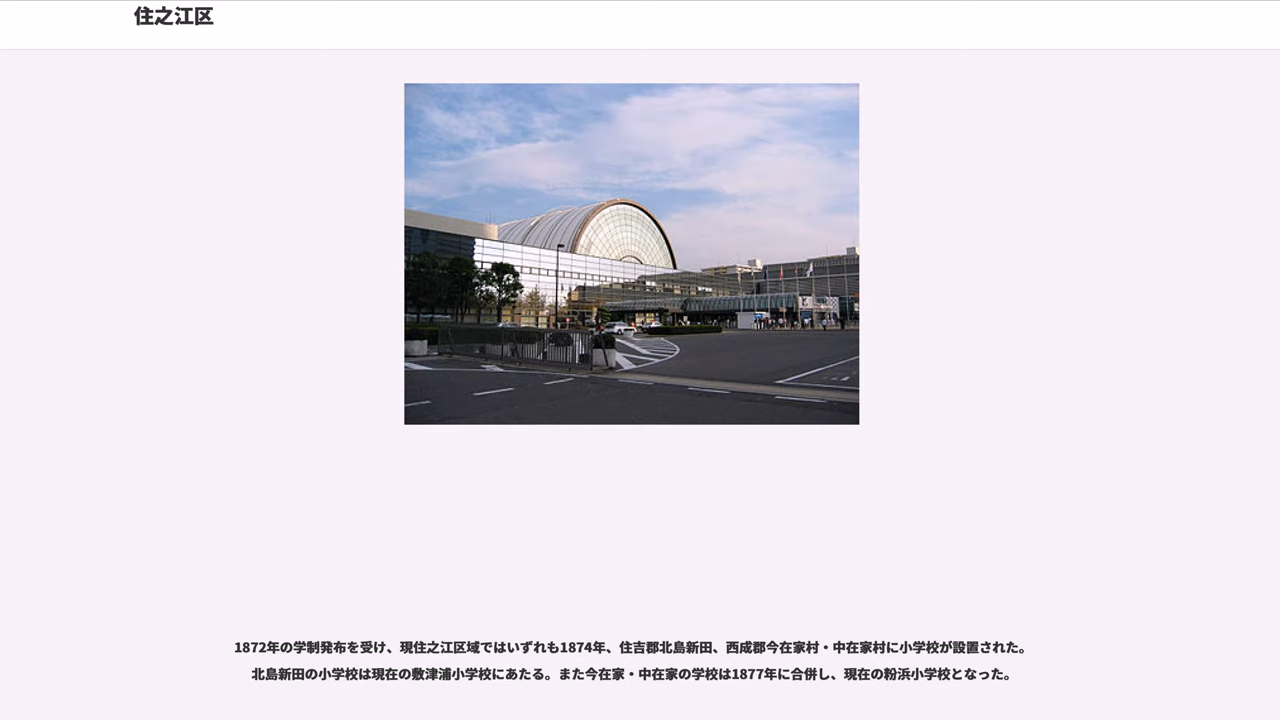 住之江区
1872年の学制発布を受け、現住之江区域ではいずれも1874年、住吉郡北島新田、西成郡今在家村・中在家村に小学校が設置された。
北島新田の小学校は現在の敷津浦小学校にあたる。また今在家・中在家の学校は1877年に合併し、現在の粉浜小学校となった。